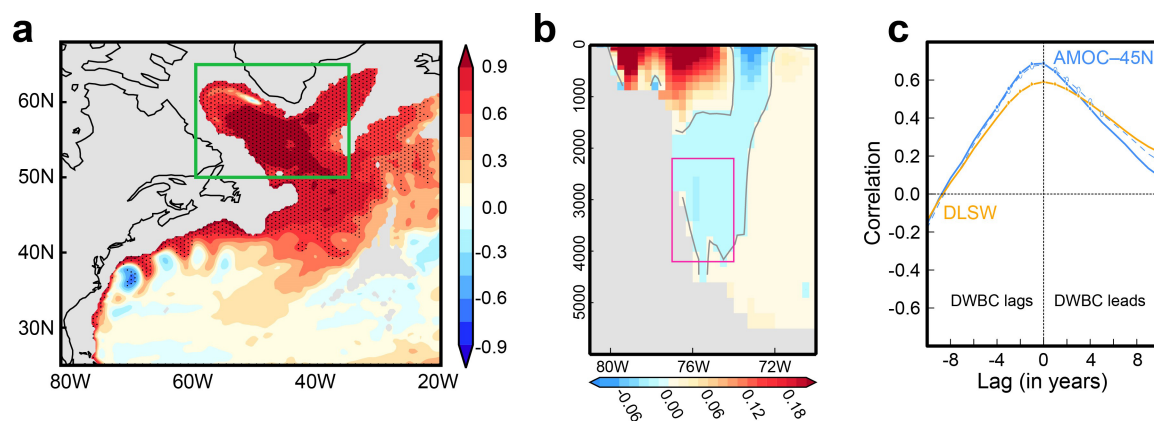 a
60N
50N
40N
30N
80W
60W
40W
20W
0.9
0.6
0.3
0.0
-0.3
-0.6
-0.9
b
0
1000
2000
3000
4000
5000
80W
76W
72W
-0.06
0.00
0.06
0.12
0.18
c
AMOC–45N
DLSW
Correlation
0.6
0.4
0.2
0.0
-0.2
-0.4
-0.6
DWBC lags
DWBC leads
-8
-4
0
4
8
Lag (in years)